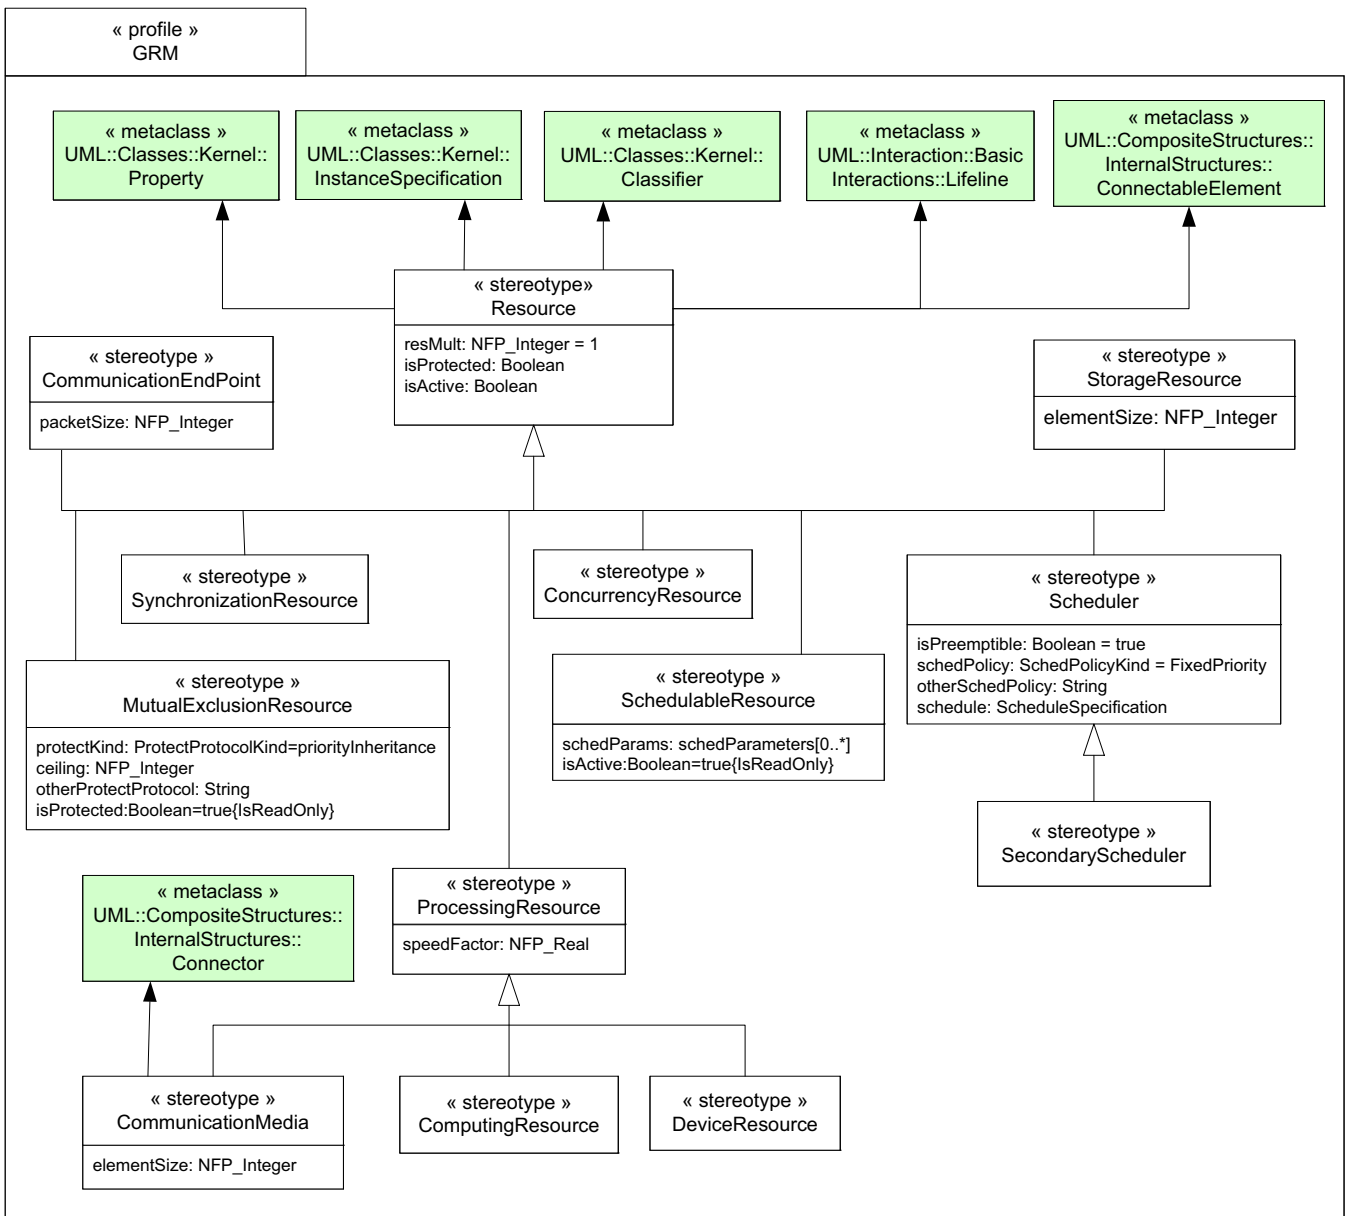 « profile »
GRM
« metaclass »
UML::Classes::Kernel::
Property
« metaclass »
UML::Classes::Kernel::
InstanceSpecification
« metaclass »
UML::Classes::Kernel::
Classifier
« metaclass »
UML::Interaction::Basic
Interactions::Lifeline
« metaclass »
UML::CompositeStructures::
InternalStructures::
ConnectableElement
« stereotype»
Resource
resMult: NFP_Integer = 1
isProtected: Boolean
isActive: Boolean
« stereotype »
CommunicationEndPoint
packetSize: NFP_Integer
« stereotype »
StorageResource
elementSize: NFP_Integer
« stereotype »
SynchronizationResource
« stereotype »
ConcurrencyResource
« stereotype »
Scheduler
isPreemptible: Boolean = true
schedPolicy: SchedPolicyKind = FixedPriority
otherSchedPolicy: String
schedule: ScheduleSpecification
« stereotype »
MutualExclusionResource
protectKind: ProtectProtocolKind=priorityInheritance
ceiling: NFP_Integer
otherProtectProtocol: String
isProtected:Boolean=true{IsReadOnly}
« stereotype »
SchedulableResource
schedParams: schedParameters[0..*]
isActive:Boolean=true{IsReadOnly}
« stereotype »
SecondaryScheduler
« metaclass »
UML::CompositeStructures::
InternalStructures::
Connector
« stereotype »
ProcessingResource
speedFactor: NFP_Real
« stereotype »
CommunicationMedia
elementSize: NFP_Integer
« stereotype »
ComputingResource
« stereotype »
DeviceResource